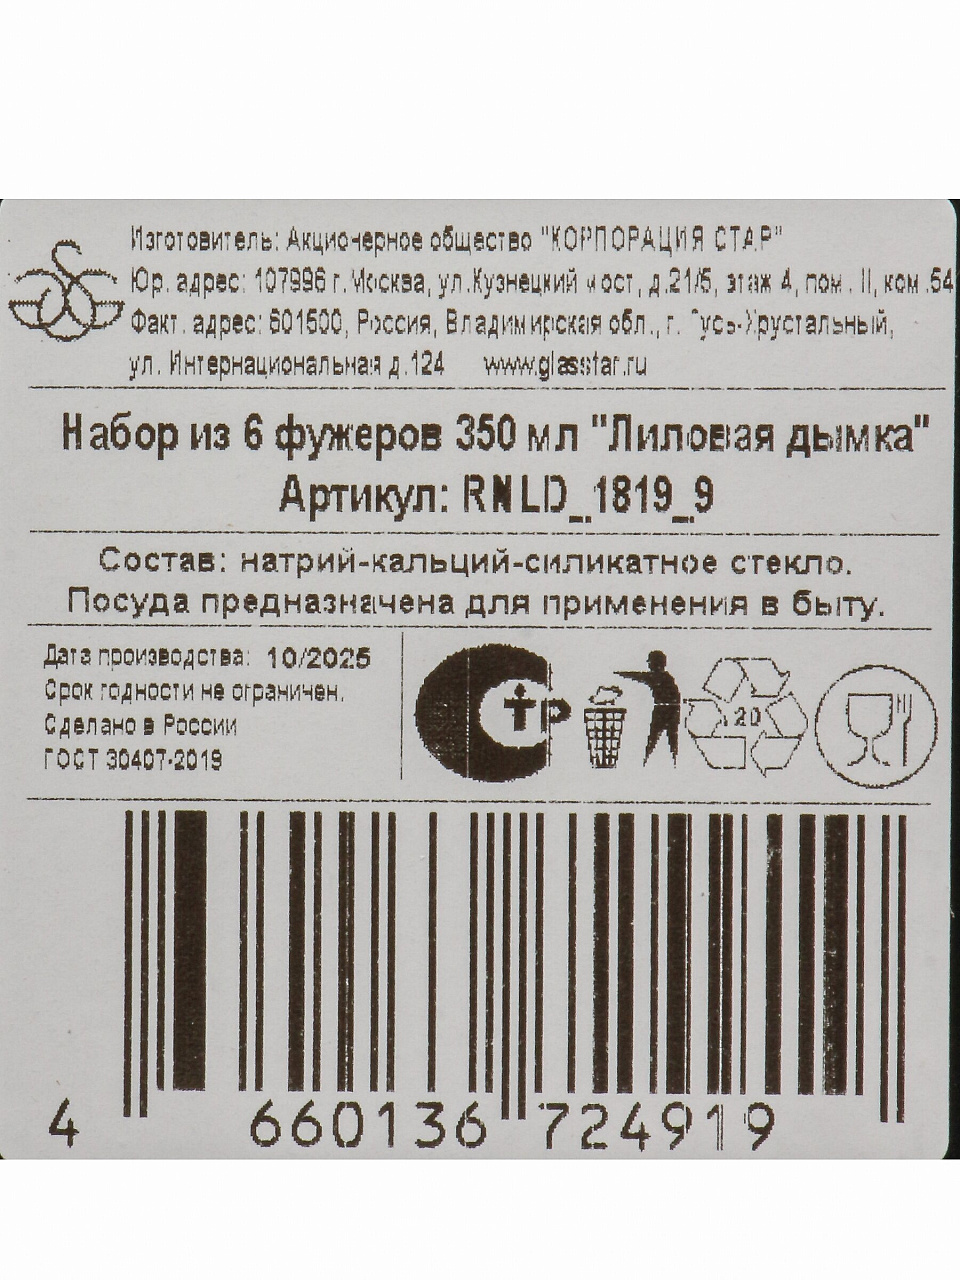 Изготовитель: Акционерное общество "КОРПОРАЦИЯ СТАР"
Юр. адрес: 107996 г.Москва, ул.Кузнецкий мост, д.21/5, этаж 4, пом. II, ком.54
Факт. адрес: 601500, Россия, Владимирская обл., г. Гусь-Хрустальный,
ул. Интернациональная д.124 www.glasstar.ru
Набор из 6 фужеров 350 мл "Лиловая дымка"
Артикул: RNLD_1819_9
Состав: натрий-кальций-силикатное стекло.
Посуда предназначена для применения в быту.
Дата производства: 10/2025
Срок годности не ограничен.
Сделано в России
ГОСТ 30407-2019
СТР
20
4 660136 724919